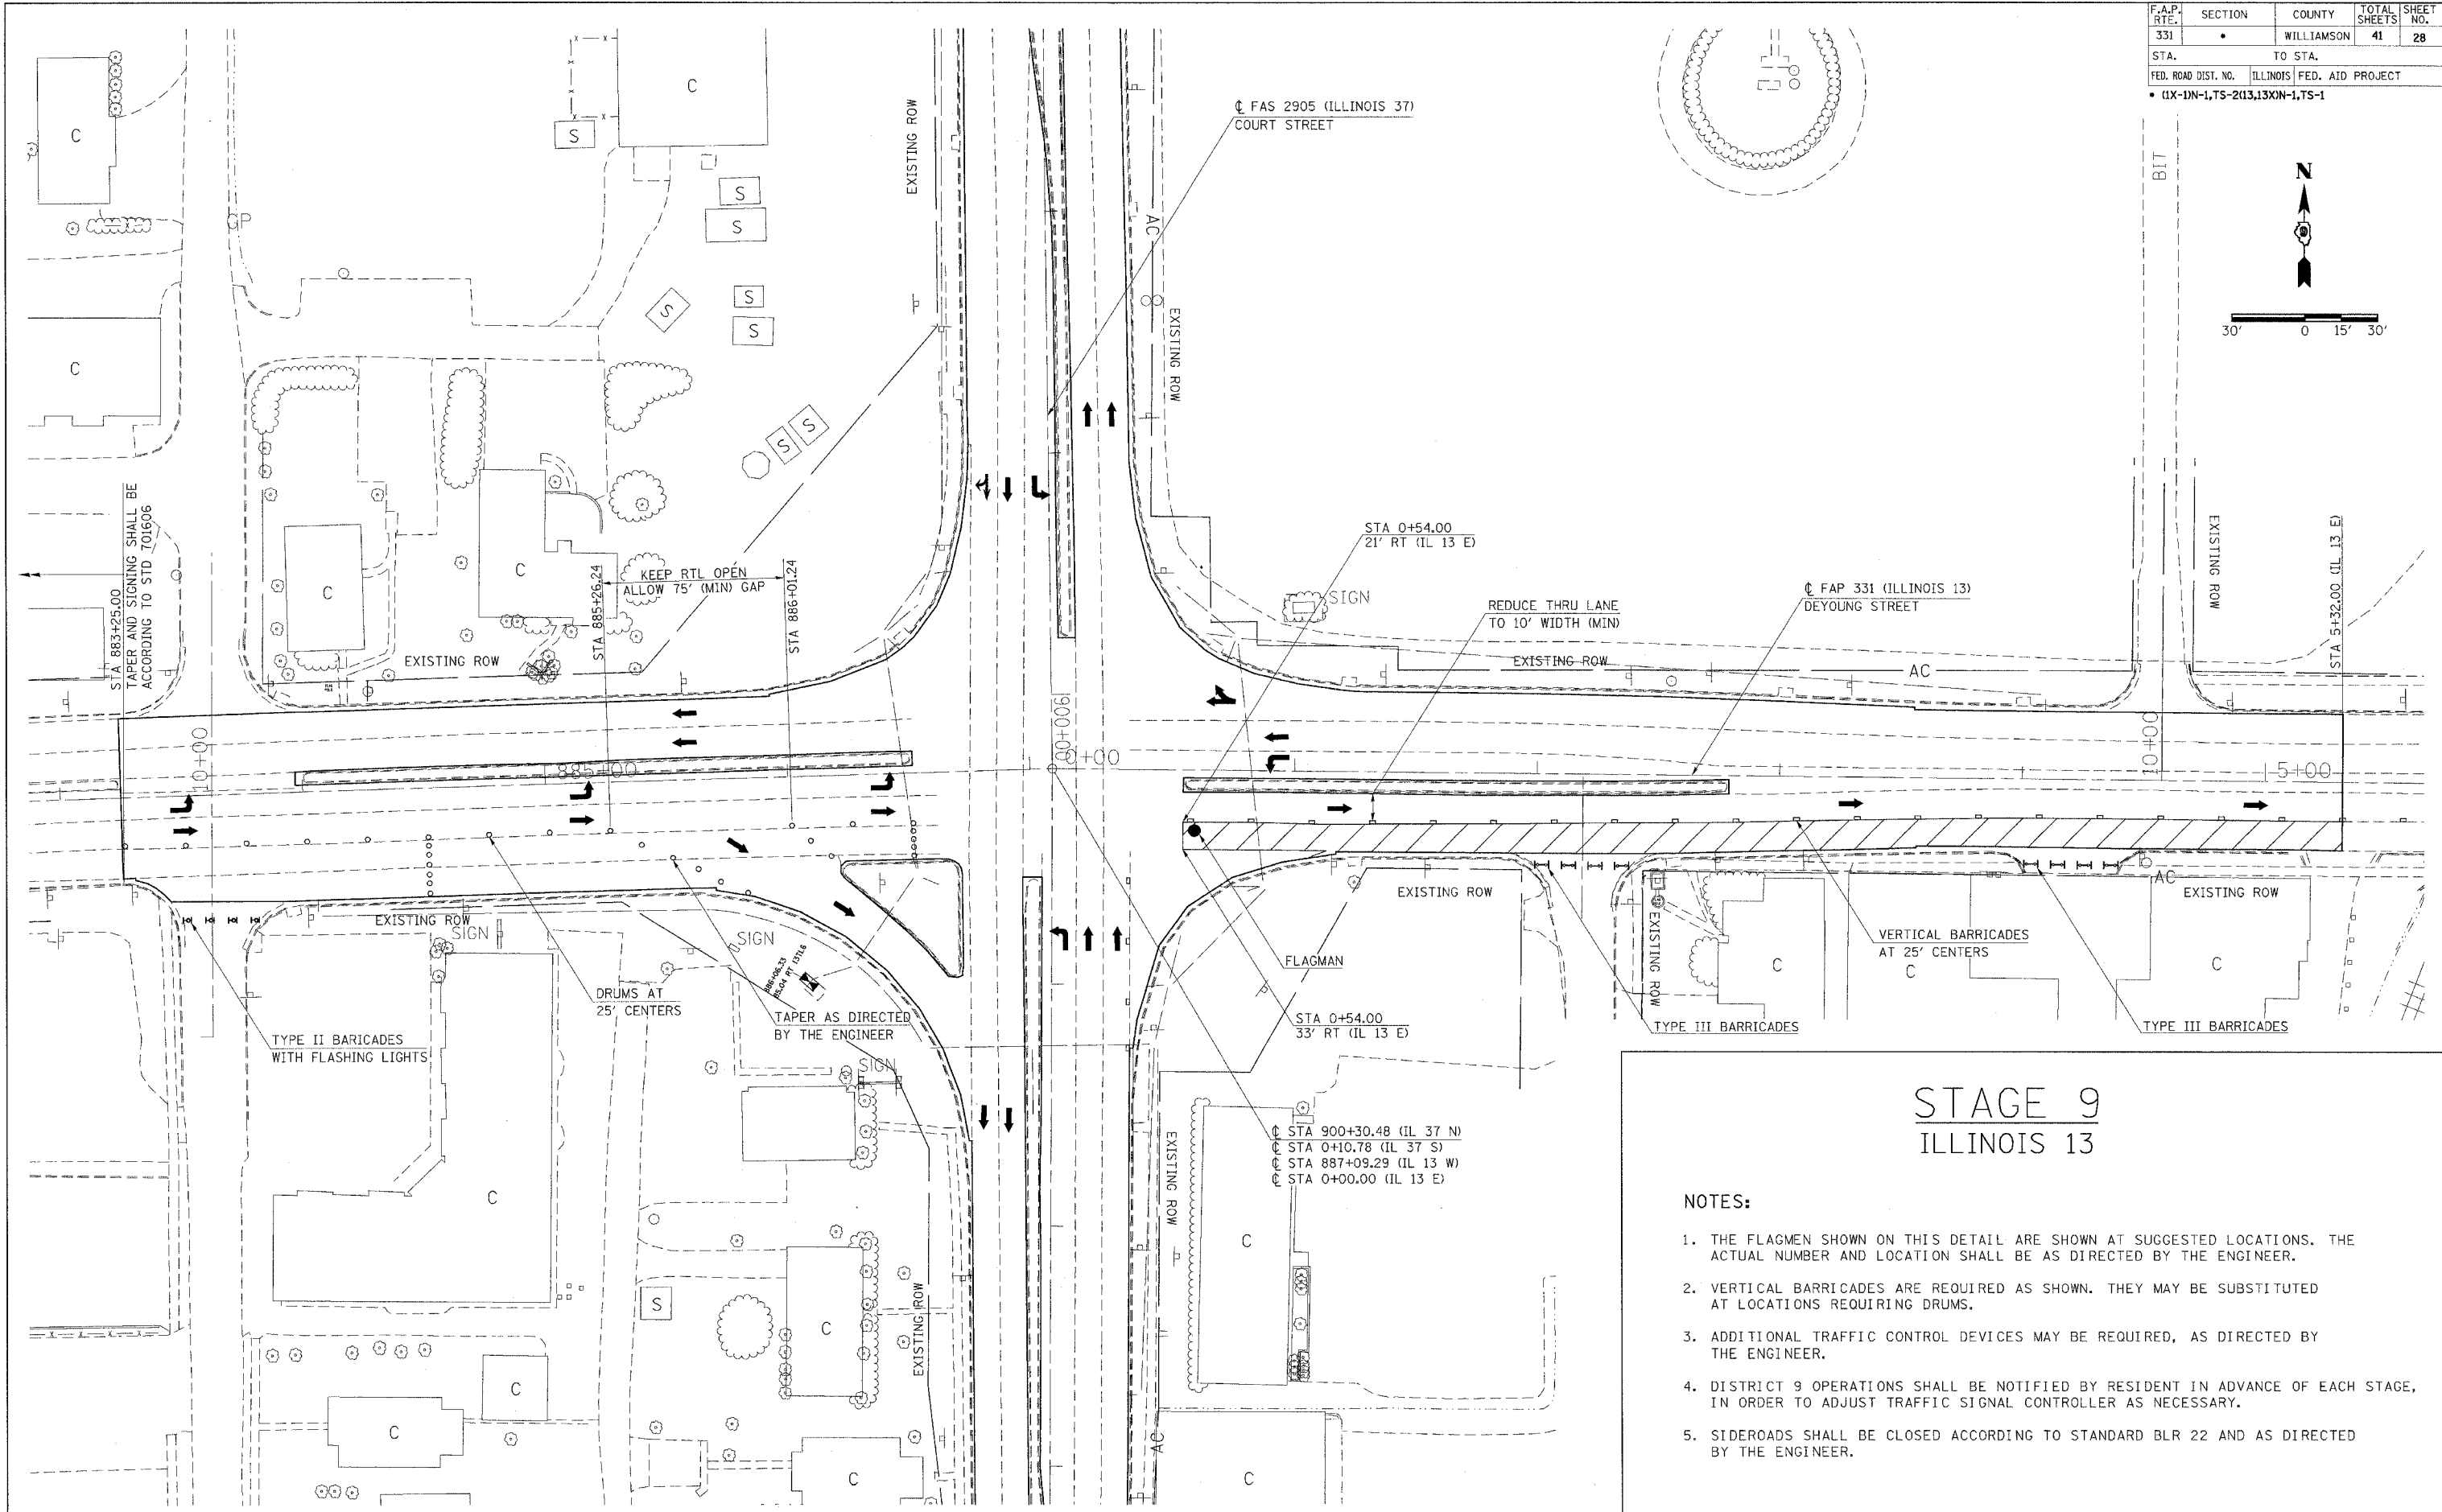 F.A.P. RTE. SECTION COUNTY TOTAL SHEETS SHEET NO.
331 • WILLIAMSON 41 28
STA. TO STA.
FED. ROAD DIST. NO. ILLINOIS FED. AID PROJECT
• (1X-1)N-1,TS-2(13,13X)N-1,TS-1
N
30' 0 15' 30'
℄ FAS 2905 (ILLINOIS 37)
COURT STREET
EXISTING ROW
EXISTING ROW
AC
BIT
GP
C
C
C
C
C
S
S
S
S
S
S
S
S
STA 883+25.00
TAPER AND SIGNING SHALL BE
ACCORDING TO STD 701606
STA 885+26.24
KEEP RTL OPEN
ALLOW 75' (MIN) GAP
STA 886+01.24
EXISTING ROW
STA 0+54.00
21' RT (IL 13 E)
SIGN
REDUCE THRU LANE
TO 10' WIDTH (MIN)
℄ FAP 331 (ILLINOIS 13)
DEYOUNG STREET
EXISTING ROW
AC
EXISTING ROW
STA 5+32.00 (IL 13 E)
10+00
885+00
900+00
0+00
10+00
5+00
EXISTING ROW
SIGN
SIGN
886+06.33
85.04 RT 13TL6
DRUMS AT
25' CENTERS
TAPER AS DIRECTED
BY THE ENGINEER
TYPE II BARICADES
WITH FLASHING LIGHTS
SIGN
FLAGMAN
STA 0+54.00
33' RT (IL 13 E)
EXISTING ROW
EXISTING ROW
VERTICAL BARRICADES
AT 25' CENTERS
AC
EXISTING ROW
C
C
C
TYPE III BARRICADES
TYPE III BARRICADES
℄ STA 900+30.48 (IL 37 N)
℄ STA 0+10.78 (IL 37 S)
℄ STA 887+09.29 (IL 13 W)
℄ STA 0+00.00 (IL 13 E)
EXISTING ROW
EXISTING ROW
C
C
C
C
C
C
C
S
AC
STAGE 9
ILLINOIS 13
NOTES:
1. THE FLAGMEN SHOWN ON THIS DETAIL ARE SHOWN AT SUGGESTED LOCATIONS. THE
ACTUAL NUMBER AND LOCATION SHALL BE AS DIRECTED BY THE ENGINEER.
2. VERTICAL BARRICADES ARE REQUIRED AS SHOWN. THEY MAY BE SUBSTITUTED
AT LOCATIONS REQUIRING DRUMS.
3. ADDITIONAL TRAFFIC CONTROL DEVICES MAY BE REQUIRED, AS DIRECTED BY
THE ENGINEER.
4. DISTRICT 9 OPERATIONS SHALL BE NOTIFIED BY RESIDENT IN ADVANCE OF EACH STAGE,
IN ORDER TO ADJUST TRAFFIC SIGNAL CONTROLLER AS NECESSARY.
5. SIDEROADS SHALL BE CLOSED ACCORDING TO STANDARD BLR 22 AND AS DIRECTED
BY THE ENGINEER.